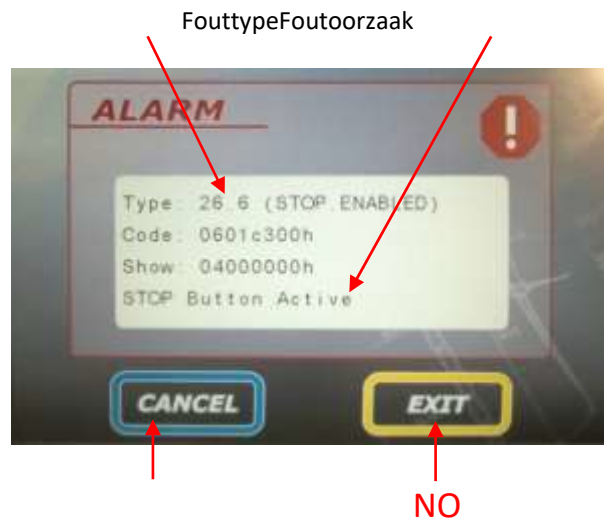 FouttypeFoutoorzaak
ALARM
Type: 26.6 (STOP.ENABLED)
Code: 0601c300h
Show: 04000000h
STOP Button Active
CANCEL
EXIT
NO